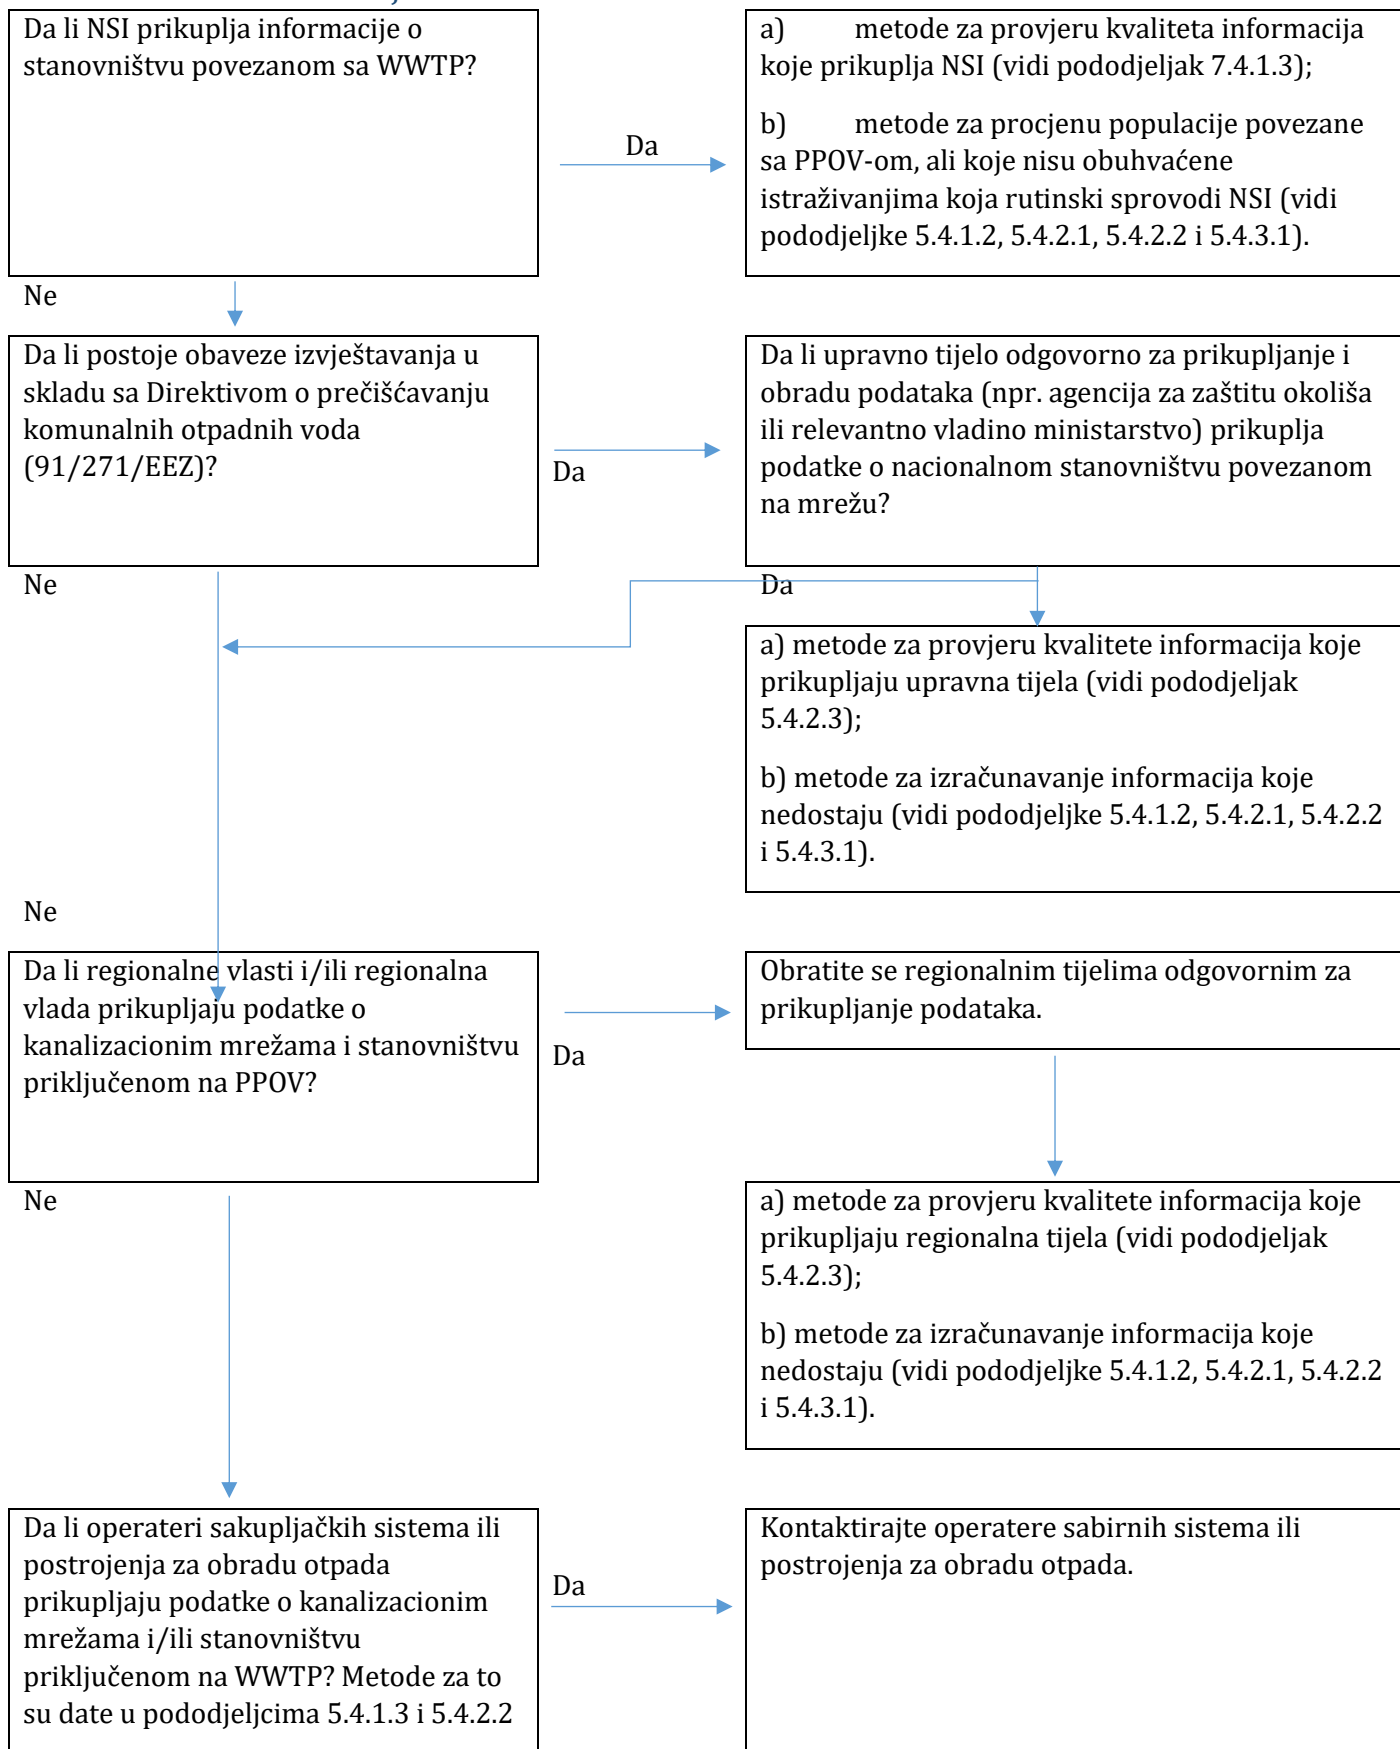 Da li NSI prikuplja informacije o
stanovništvu povezanom sa WWTP?
Da
a) metode za provjeru kvaliteta informacija
koje prikuplja NSI (vidi pododjeljak 7.4.1.3);
b) metode za procjenu populacije povezane
sa PPOV-om, ali koje nisu obuhvaćene
istraživanjima koja rutinski sprovodi NSI (vidi
pododjeljke 5.4.1.2, 5.4.2.1, 5.4.2.2 i 5.4.3.1).
Ne
Da li postoje obaveze izvještavanja u
skladu sa Direktivom o prečišćavanju
komunalnih otpadnih voda
(91/271/EEZ)?
Da
Da li upravno tijelo odgovorno za prikupljanje i
obradu podataka (npr. agencija za zaštitu okoliša
ili relevantno vladino ministarstvo) prikuplja
podatke o nacionalnom stanovništvu povezanom
na mrežu?
Ne
Da
a) metode za provjeru kvalitete informacija koje
prikupljaju upravna tijela (vidi pododjeljak
5.4.2.3);
b) metode za izračunavanje informacija koje
nedostaju (vidi pododjeljke 5.4.1.2, 5.4.2.1, 5.4.2.2
i 5.4.3.1).
Ne
Da li regionalne vlasti i/ili regionalna
vlada prikupljaju podatke o
kanalizacionim mrežama i stanovništvu
priključenom na PPOV?
Da
Obratite se regionalnim tijelima odgovornim za
prikupljanje podataka.
Ne
a) metode za provjeru kvalitete informacija koje
prikupljaju regionalna tijela (vidi pododjeljak
5.4.2.3);
b) metode za izračunavanje informacija koje
nedostaju (vidi pododjeljke 5.4.1.2, 5.4.2.1, 5.4.2.2
i 5.4.3.1).
Da li operateri sakupljačkih sistema ili
postrojenja za obradu otpada
prikupljaju podatke o kanalizacionim
mrežama i/ili stanovništvu
priključenom na WWTP? Metode za to
su date u pododjeljcima 5.4.1.3 i 5.4.2.2
Da
Kontaktirajte operatere sabirnih sistema ili
postrojenja za obradu otpada.